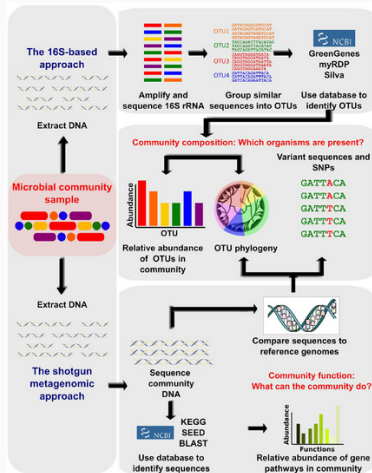 The 16S-based
approach
Extract DNA
Microbial community
sample
Extract DNA
The shotgun
metagenomic
approach
OTU1
OTU2
OTU3
OTU4
Amplify and
sequence 16S rRNA
Group similar
sequences into OTUs
NCBI
GreenGenes
myRDP
Silva
Use database to
identify OTUs
Community composition: Which organisms are present?
Abundance
OTU
Relative abundance
of OTUs in
community
OTU phylogeny
Variant sequences and
SNPs
GATTACA
GATTACA
GATTTCA
GATTTCA
GATTACA
Compare sequences to
reference genomes
Sequence
community
DNA
NCBI
KEGG
SEED
BLAST
Use database to
identify sequences
Community function:
What can the community do?
Abundance
Functions
Relative abundance of gene
pathways in community